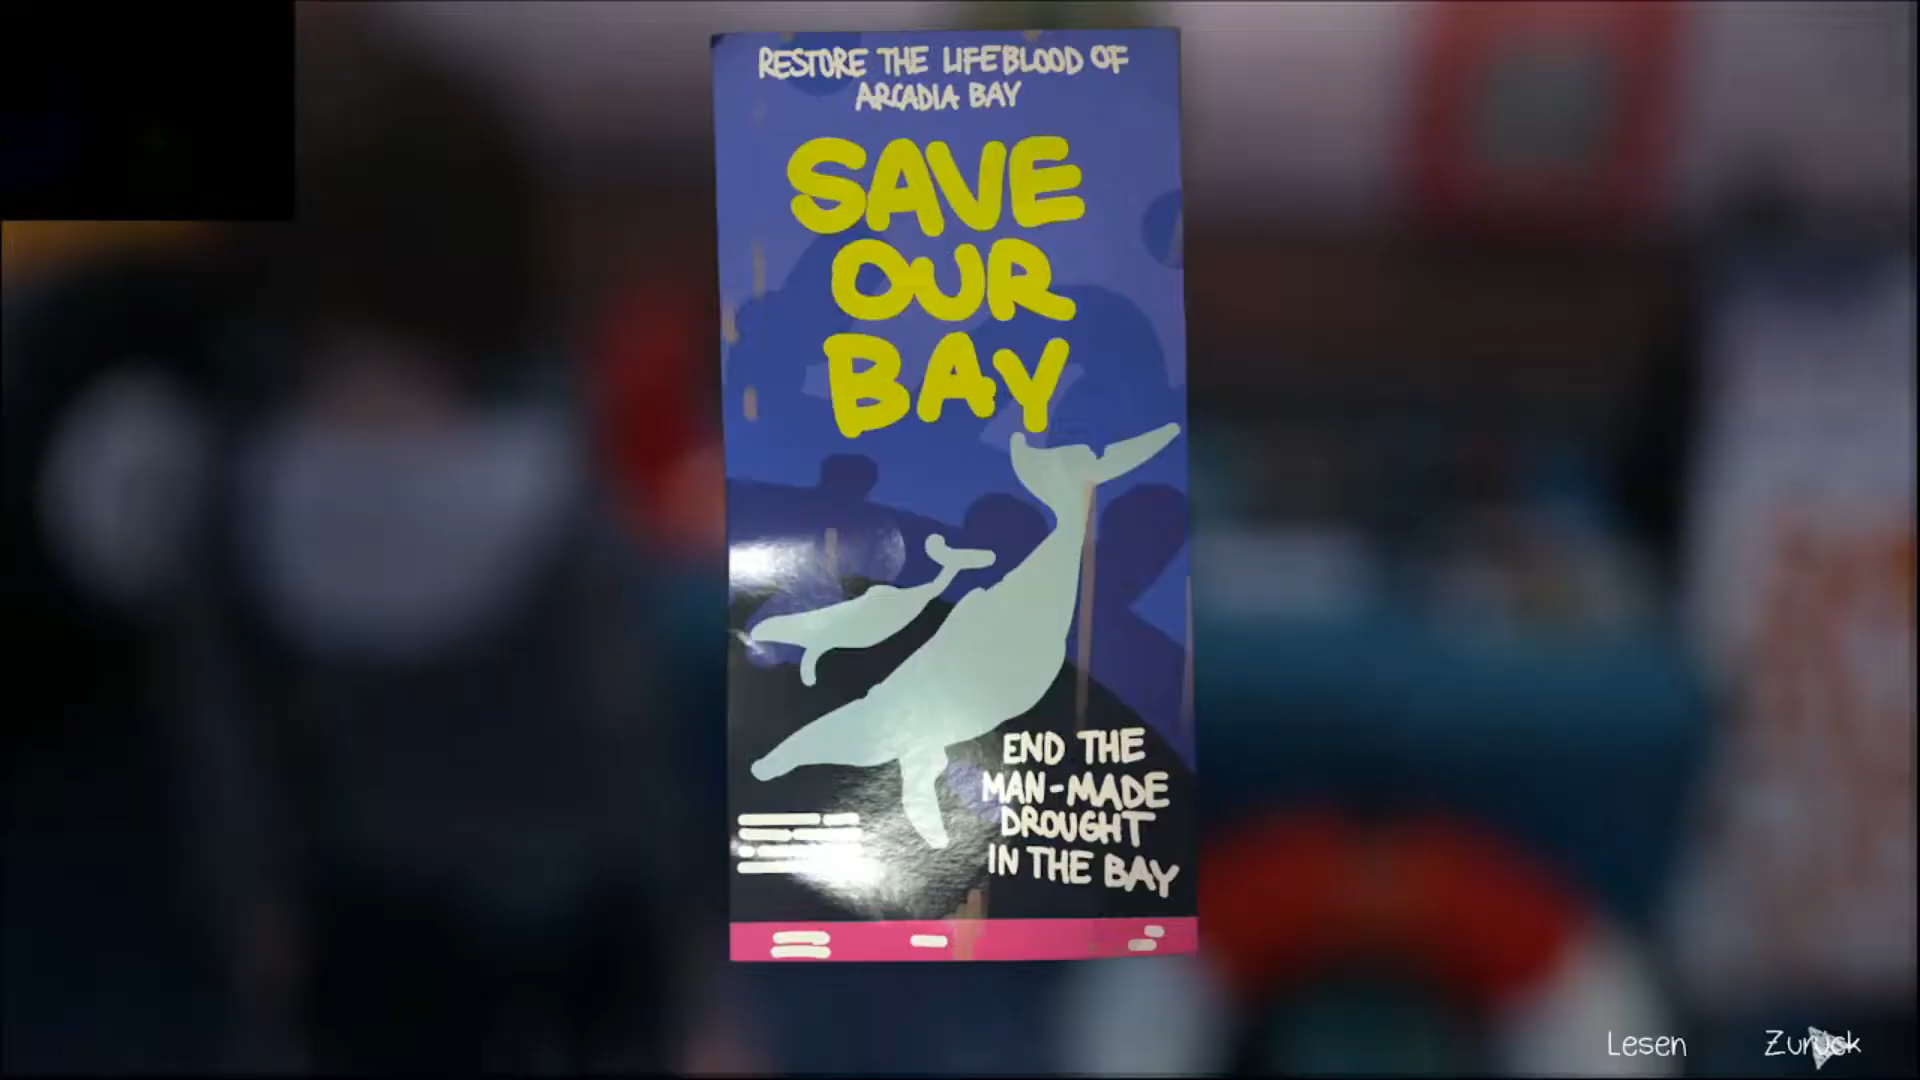 RESTORE THE LIFEBLOOD OF
ARCADIA BAY
SAVE
OUR
BAY
END THE
MAN-MADE
DROUGHT
IN THE BAY
Lesen Zurück